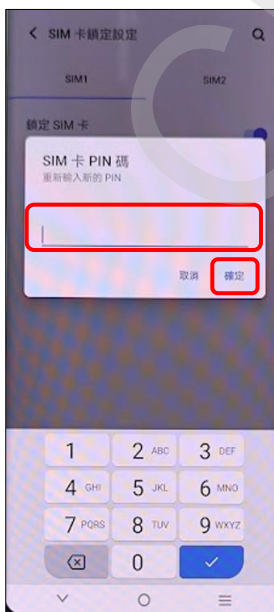 SIM 卡鎖定設定
SIM1 SIM2
鎖定 SIM 卡
SIM 卡 PIN 碼
重新輸入新的 PIN
取消 確定
1 2 ABC 3 DEF
4 GHI 5 JKL 6 MNO
7 PQRS 8 TUV 9 WXYZ
0